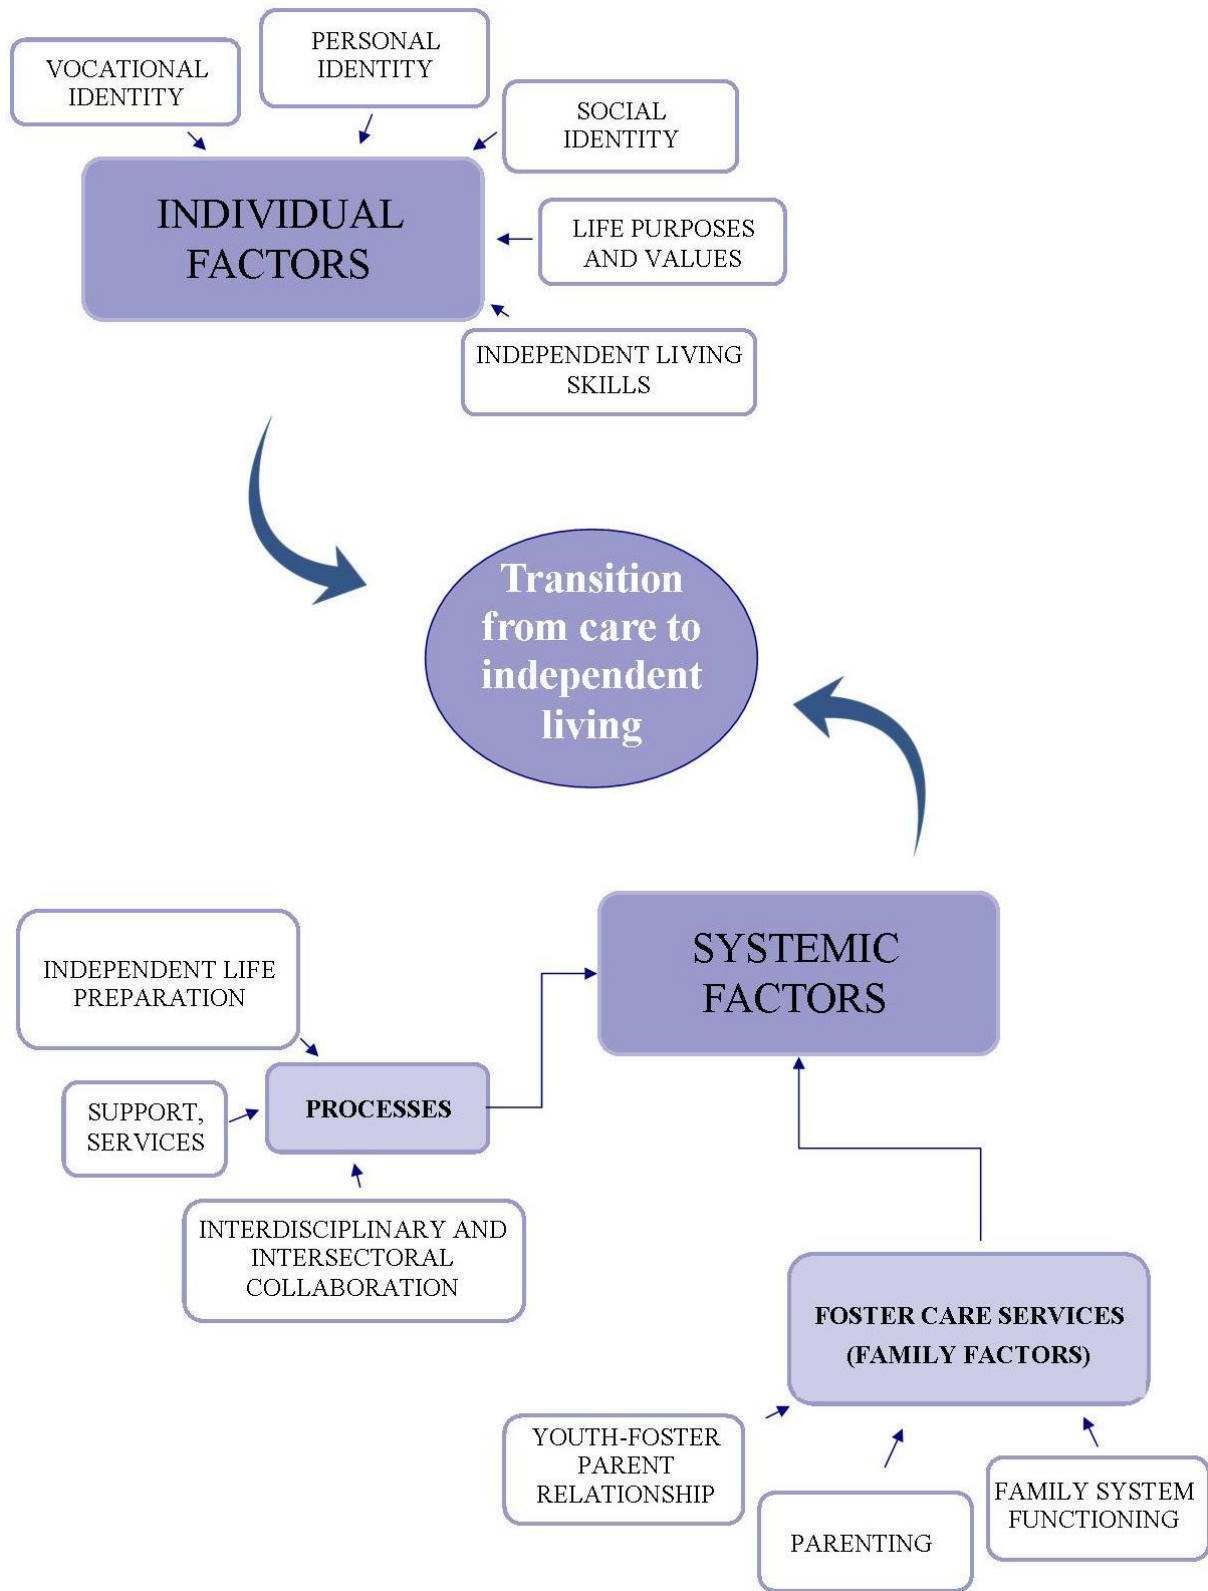 PERSONAL
IDENTITY
VOCATIONAL
IDENTITY
SOCIAL
IDENTITY
INDIVIDUAL
FACTORS
LIFE PURPOSES
AND VALUES
INDEPENDENT LIVING
SKILLS
Transition
from care to
independent
living
SYSTEMIC
FACTORS
INDEPENDENT LIFE
PREPARATION
PROCESSES
SUPPORT,
SERVICES
INTERDISCIPLINARY AND
INTERSECTORAL
COLLABORATION
FOSTER CARE SERVICES
(FAMILY FACTORS)
YOUTH-FOSTER
PARENT
RELATIONSHIP
PARENTING
FAMILY SYSTEM
FUNCTIONING